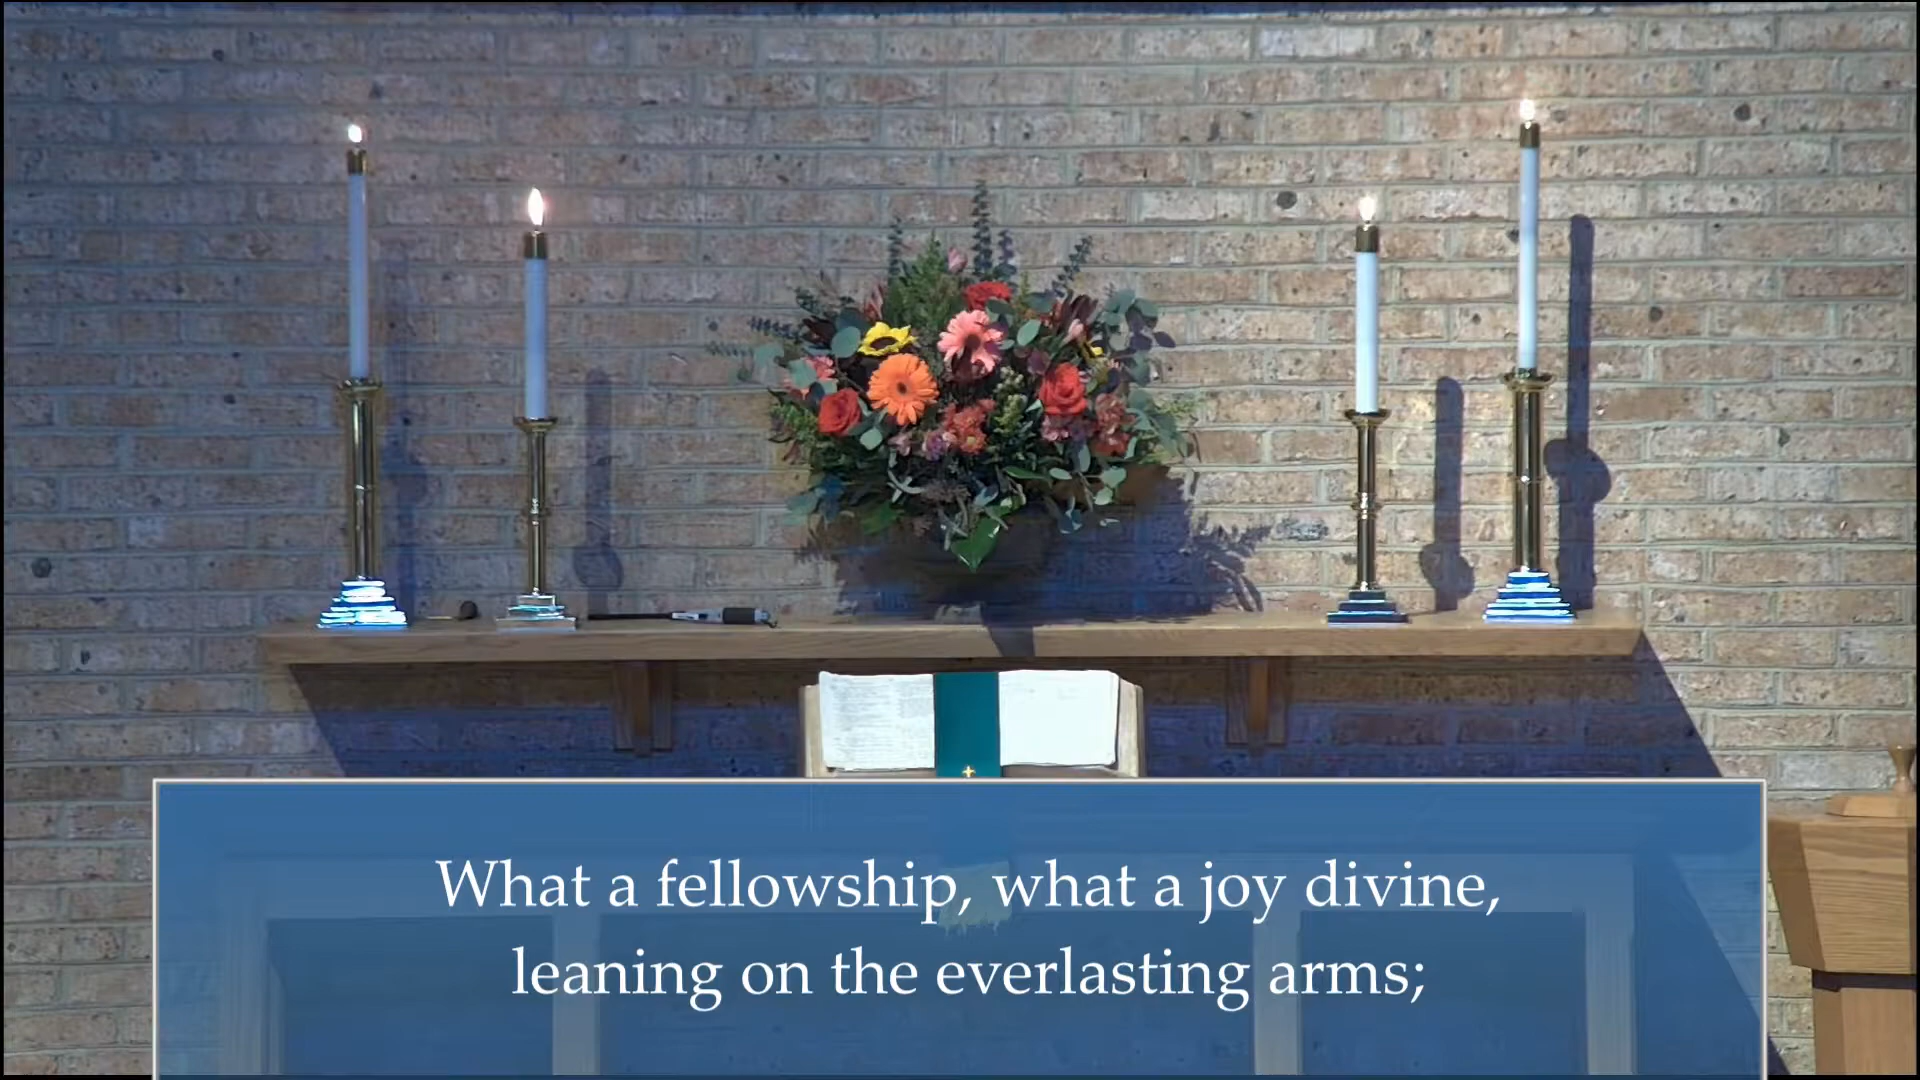 What a fellowship, what a joy divine,
leaning on the everlasting arms;